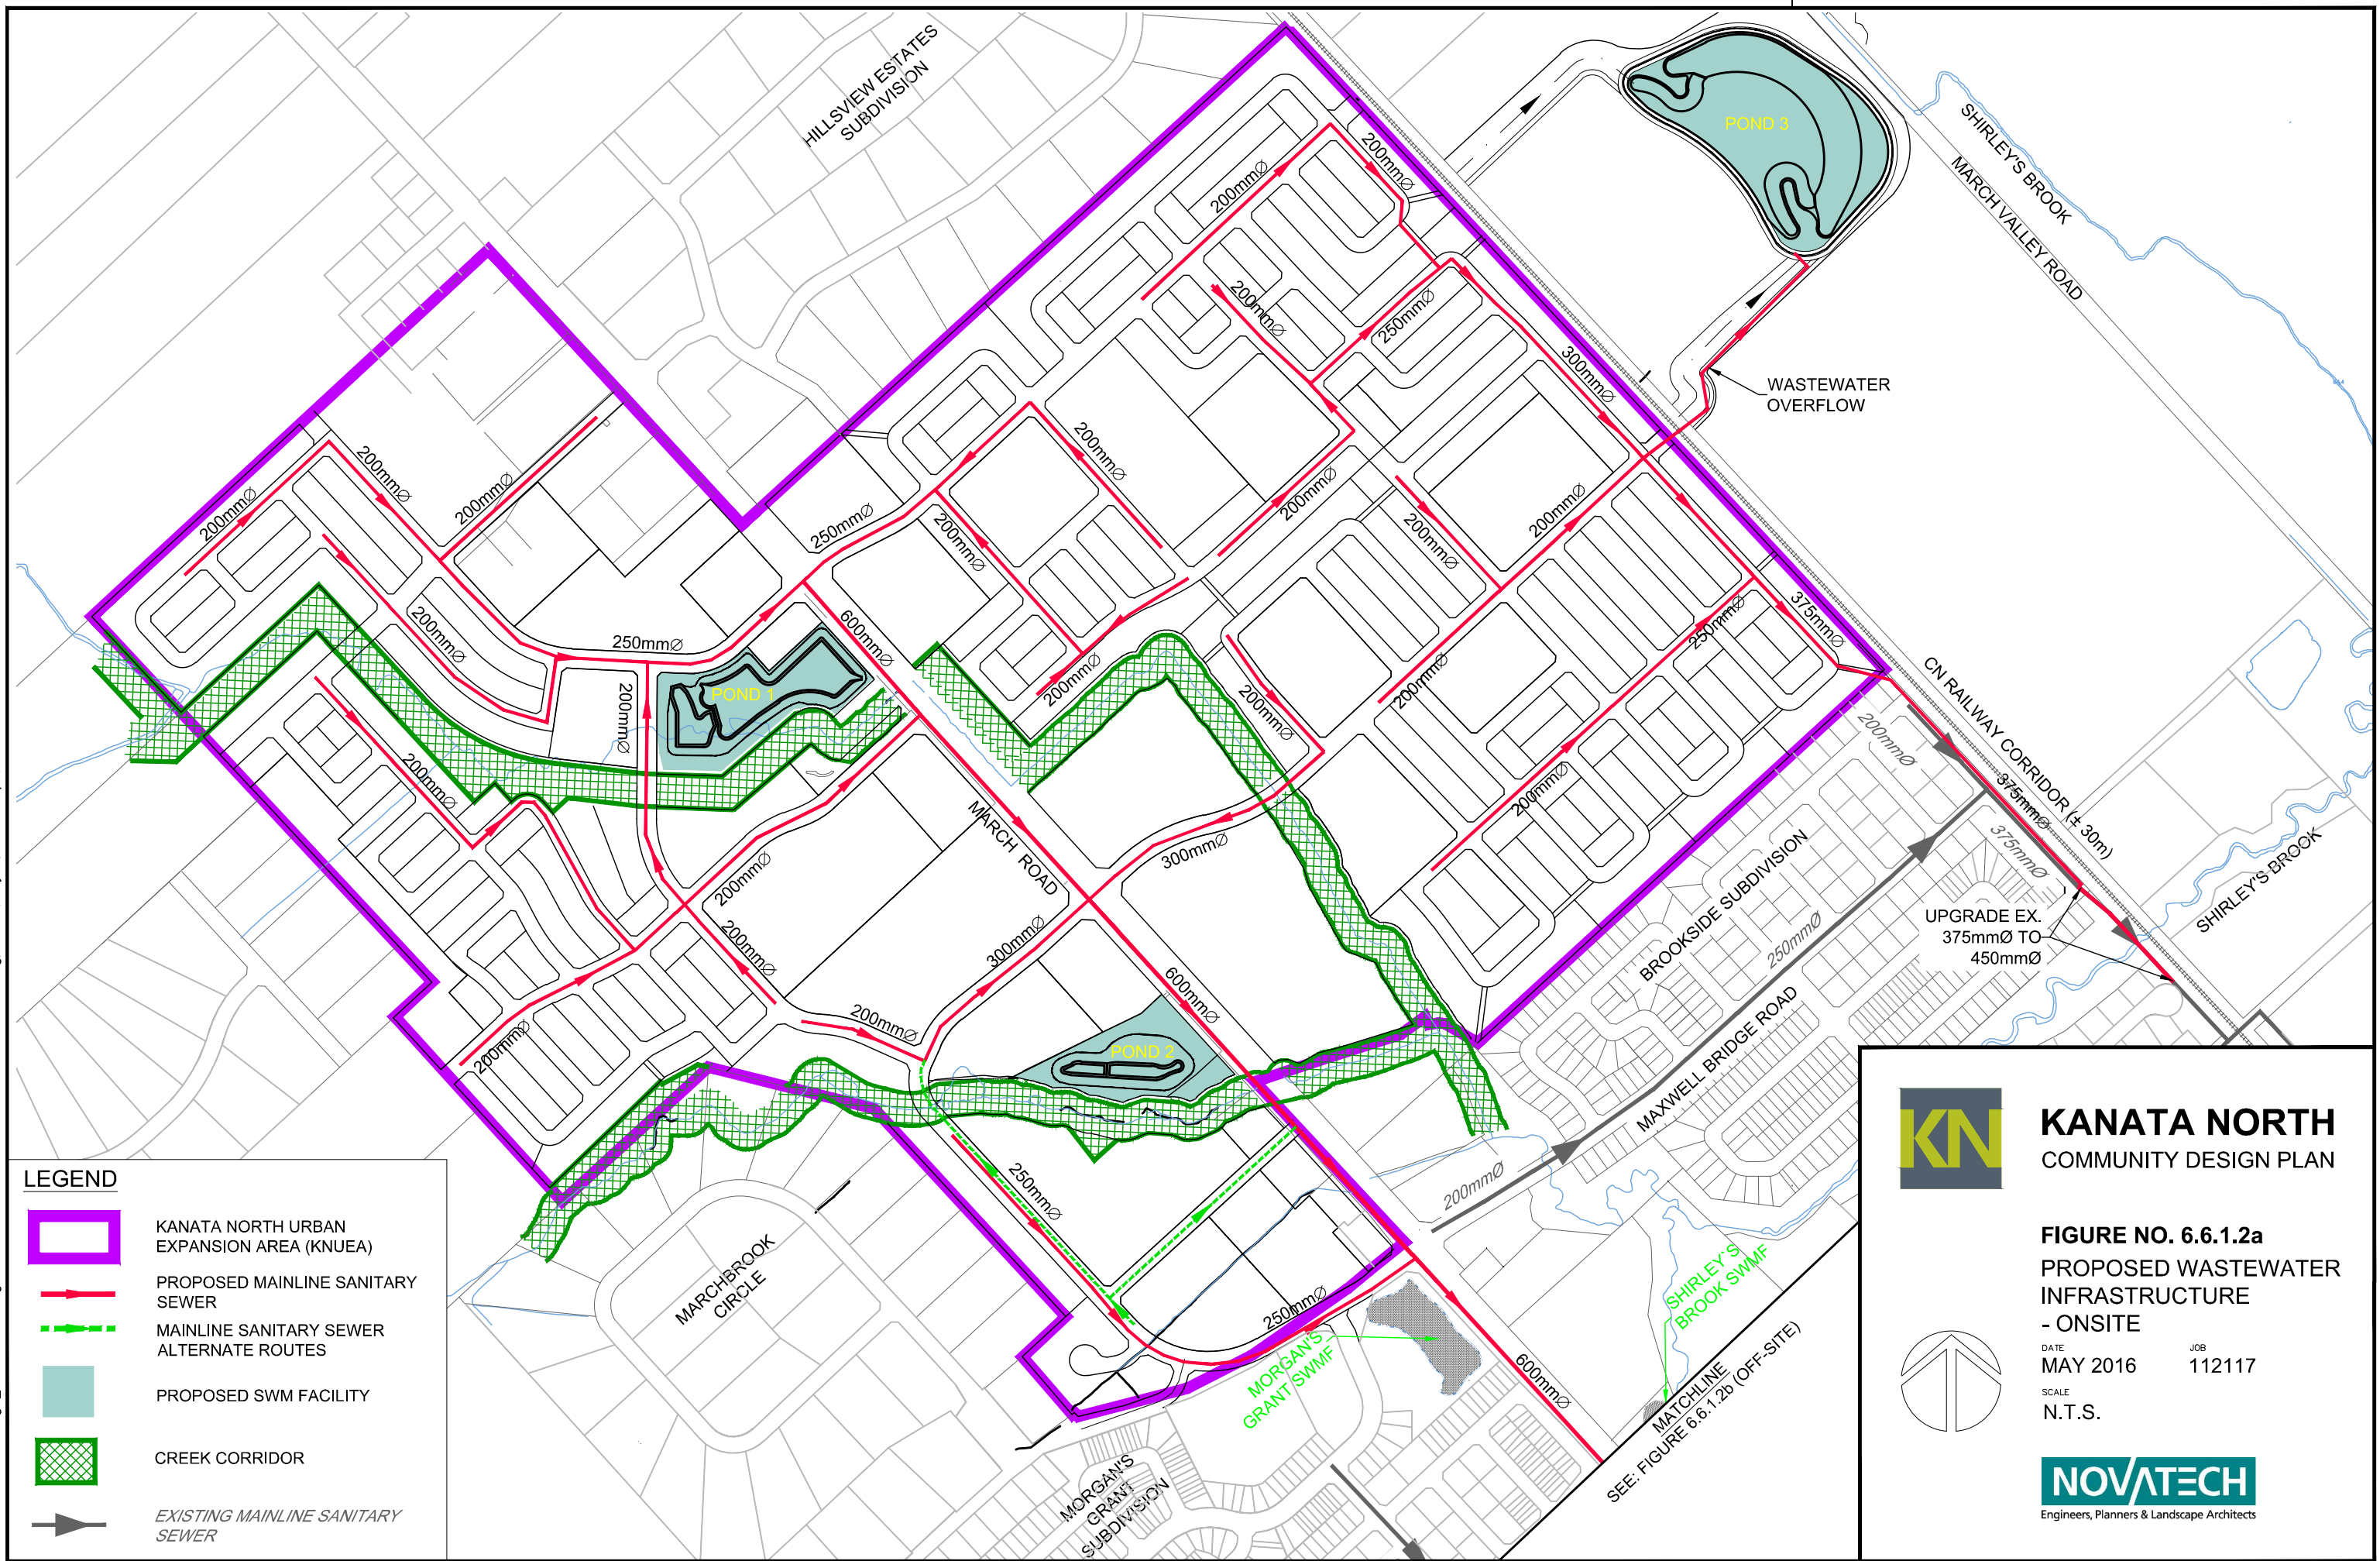 HILLSVIEW ESTATES
SUBDIVISION
POND 3
SHIRLEY'S BROOK
MARCH VALLEY ROAD
200mmØ
200mmØ
200mmØ
250mmØ
300mmØ
WASTEWATER
OVERFLOW
200mmØ
200mmØ
200mmØ
200mmØ
250mmØ
200mmØ
200mmØ
200mmØ
200mmØ
200mmØ
250mmØ
375mmØ
200mmØ
250mmØ
600mmØ
200mmØ
200mmØ
200mmØ
POND 1
200mmØ
200mmØ
CN RAILWAY CORRIDOR (± 30m)
200mmØ
375mmØ
375mmØ
200mmØ
MARCH ROAD
300mmØ
200mmØ
200mmØ
300mmØ
BROOKSIDE SUBDIVISION
250mmØ
UPGRADE EX.
375mmØ TO
450mmØ
SHIRLEY'S BROOK
200mmØ
200mmØ
600mmØ
POND 2
MAXWELL BRIDGE ROAD
200mmØ
250mmØ
250mmØ
MARCHBROOK
CIRCLE
MORGAN'S
GRANT SWMF
SHIRLEY'S
BROOK SWMF
600mmØ
MATCHLINE
SEE: FIGURE 6.6.1.2b (OFF-SITE)
MORGAN'S
GRANT
SUBDIVISION
LEGEND
KANATA NORTH URBAN
EXPANSION AREA (KNUEA)
PROPOSED MAINLINE SANITARY
SEWER
MAINLINE SANITARY SEWER
ALTERNATE ROUTES
PROPOSED SWM FACILITY
CREEK CORRIDOR
EXISTING MAINLINE SANITARY
SEWER
KN
KANATA NORTH
COMMUNITY DESIGN PLAN
FIGURE NO. 6.6.1.2a
PROPOSED WASTEWATER
INFRASTRUCTURE
- ONSITE
DATE
MAY 2016
JOB
112117
SCALE
N.T.S.
NOVATECH
Engineers, Planners & Landscape Architects